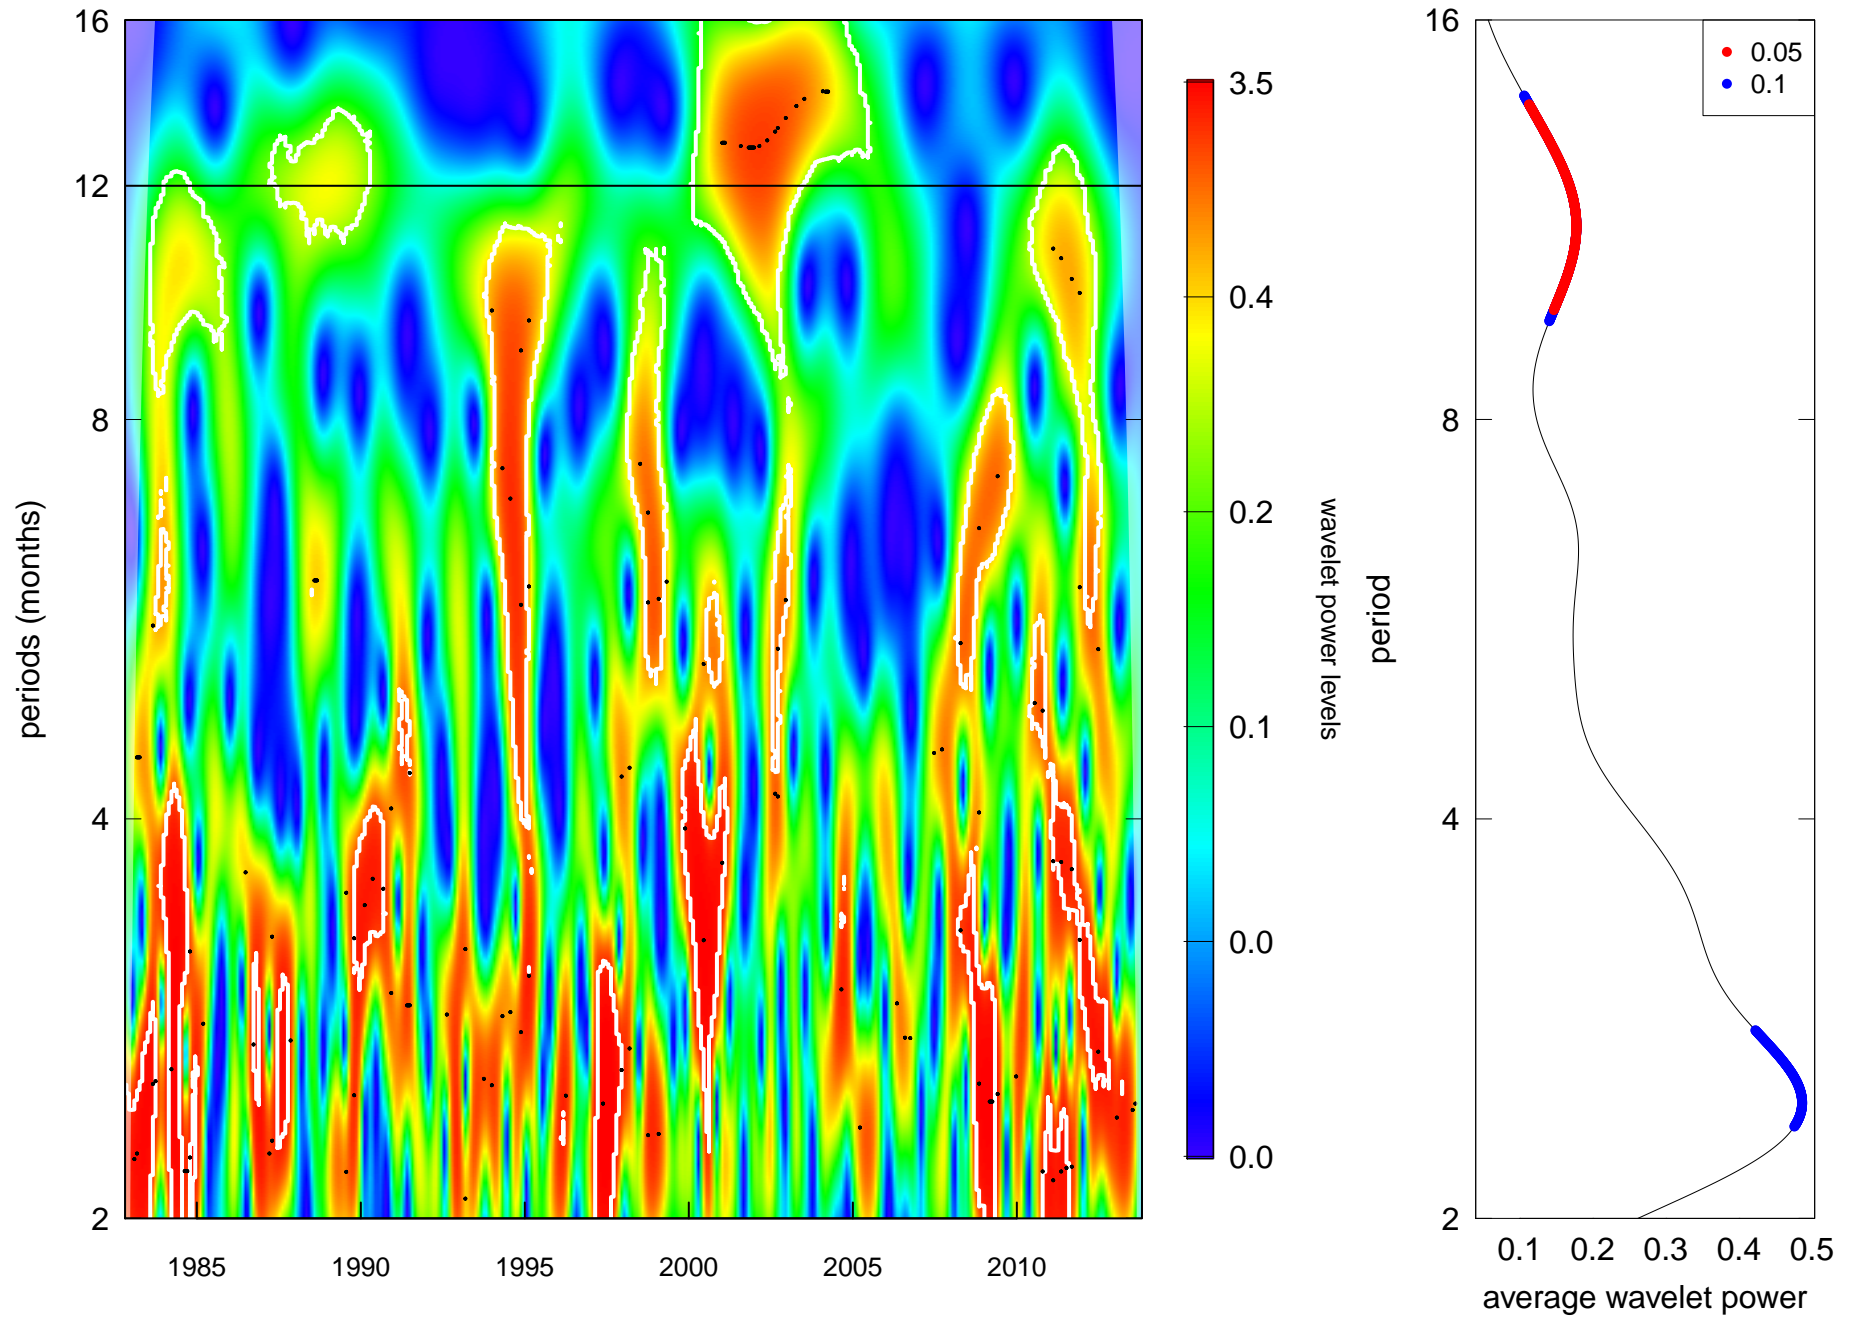 16
12
8
4
2
periods (months)
1985 1990 1995 2000 2005 2010
3.5
0.4
0.2
0.1
0.0
0.0
wavelet power levels
16
8
4
2
period
0.05
0.1
0.1 0.2 0.3 0.4 0.5
average wavelet power